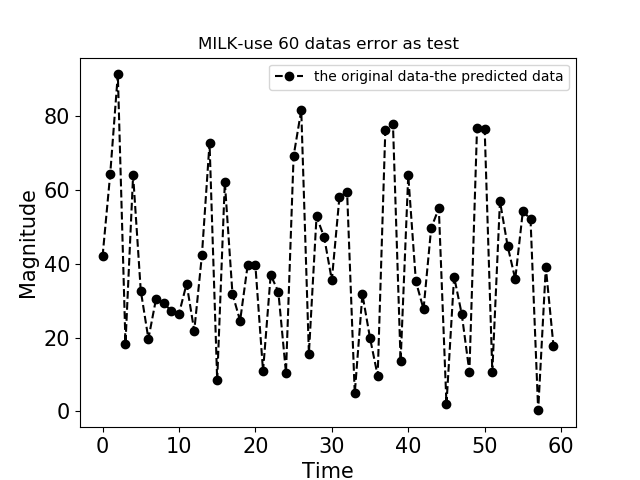 MILK-use 60 datas error as test
the original data-the predicted data
80
60
40
20
0
Magnitude
0 10 20 30 40 50 60
Time